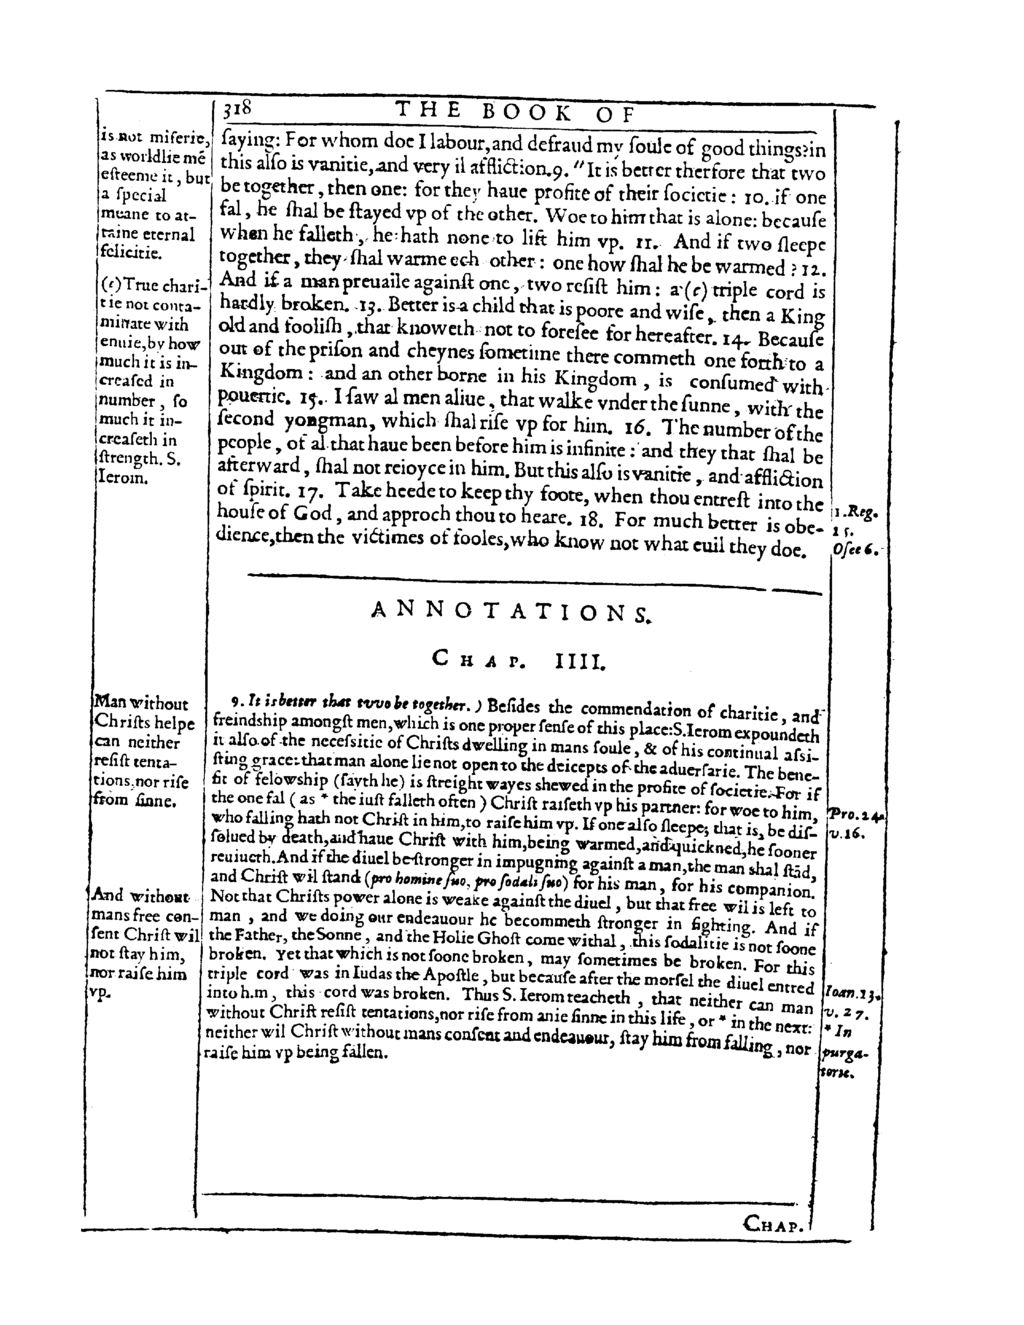 318 THE BOOK OF
is not miſerie,
as worldlie mē
eſteeme it, but
a ſpecial
meane to at-
taine eternal
felicitie.
(c) True chari-
tie not conta-
minate with
enuie, by how
much it is in-
creaſed in
number, ſo
much it in-
creaſeth in
ſtrength. S.
Ierom.
ſaying: For whom doe I labour, and defraud my ſoule of good things? in
this alſo is vanitie, and very il affliction. 9. "It is better therfore that two
be together, then one: for they haue profite of their ſocietie: 10. if one
fal, he ſhal be ſtayed vp of the other. Woe to him that is alone: becauſe
when he falleth, he hath none to lift him vp. 11. And if two ſleepe
together, they ſhal warme ech other: one how ſhal he be warmed? 12.
And if a man preuaile againſt one, two reſiſt him: a (c) triple cord is
hardly broken. 13. Better is a child that is poore and wiſe, then a King
old and fooliſh, that knoweth not to foreſee for hereafter. 14. Becauſe
out of the priſon and cheynes ſometime there commeth one forth to a
Kingdom: and an other borne in his Kingdom, is conſumed with
pouertie. 15. I ſaw al men aliue, that walke vnder the ſunne, with the
ſecond yongman, which ſhal riſe vp for him. 16. The number of the
people, of al that haue been before him is infinite: and they that ſhal be
afterward, ſhal not reioyce in him. But this alſo is vanitie, and affliction
of ſpirit. 17. Take heede to keep thy foote, when thou entreſt into the
houſe of God, and approch thou to heare. 18. For much better is obe-
dience, then the victimes of fooles, who know not what euil they doe.
1. Reg.
15.
Oſee 6.
ANNOTATIONS.
CHAP. IIII.
Man without
Chriſts helpe
can neither
reſiſt tenta-
tions, nor riſe
from ſinne.
And without
mans free con-
ſent Chriſt wil
not ſtay him,
nor raiſe him
vp.
9. It is better that tvvo be together. ) Beſides the commendation of charitie, and
freindship amongſt men, which is one proper ſenſe of this place: S. Ierom expoundeth
it alſo of the neceſsitie of Chriſts dwelling in mans ſoule, & of his continual aſsi-
ſting grace: that man alone lie not open to the deicepts of the aduerſarie. The bene-
fit of felowship (ſayth he) is ſtreight wayes shewed in the profite of ſocietie. For if
the one fal ( as * the iuſt falleth often ) Chriſt raiſeth vp his partner: for woe to him,
who falling hath not Chriſt in him, to raiſe him vp. If one alſo ſleepe, that is, be diſ-
ſolued by death, and haue Chriſt with him, being warmed, and quickned, he ſooner
reuiueth. And if the diuel be ſtronger in impugning againſt a man, the man shal ſtād,
and Chriſt wil ſtand (pro homine ſuo, pro ſodali ſuo) for his man, for his companion.
Not that Chriſts power alone is weake againſt the diuel, but that free wil is left to
man, and we doing our endeauour he becommeth ſtronger in fighting. And if
the Father, the Sonne, and the Holie Ghoſt come withal, this ſodalitie is not ſoone
broken. yet that which is not ſoone broken, may ſometimes be broken. For this
triple cord was in Iudas the Apoſtle, but becauſe after the morſel the diuel entred
into h.m, this cord was broken. Thus S. Ierom teacheth, that neither can man
without Chriſt reſiſt tentations, nor riſe from anie ſinne in this life, or * in the next:
neither wil Chriſt without mans conſent and endeauour, ſtay him from falling, nor
raiſe him vp being fallen.
Pro. 24.
v. 16.
Ioan. 13.
v. 27.
* In
purga-
torie.
CHAP.